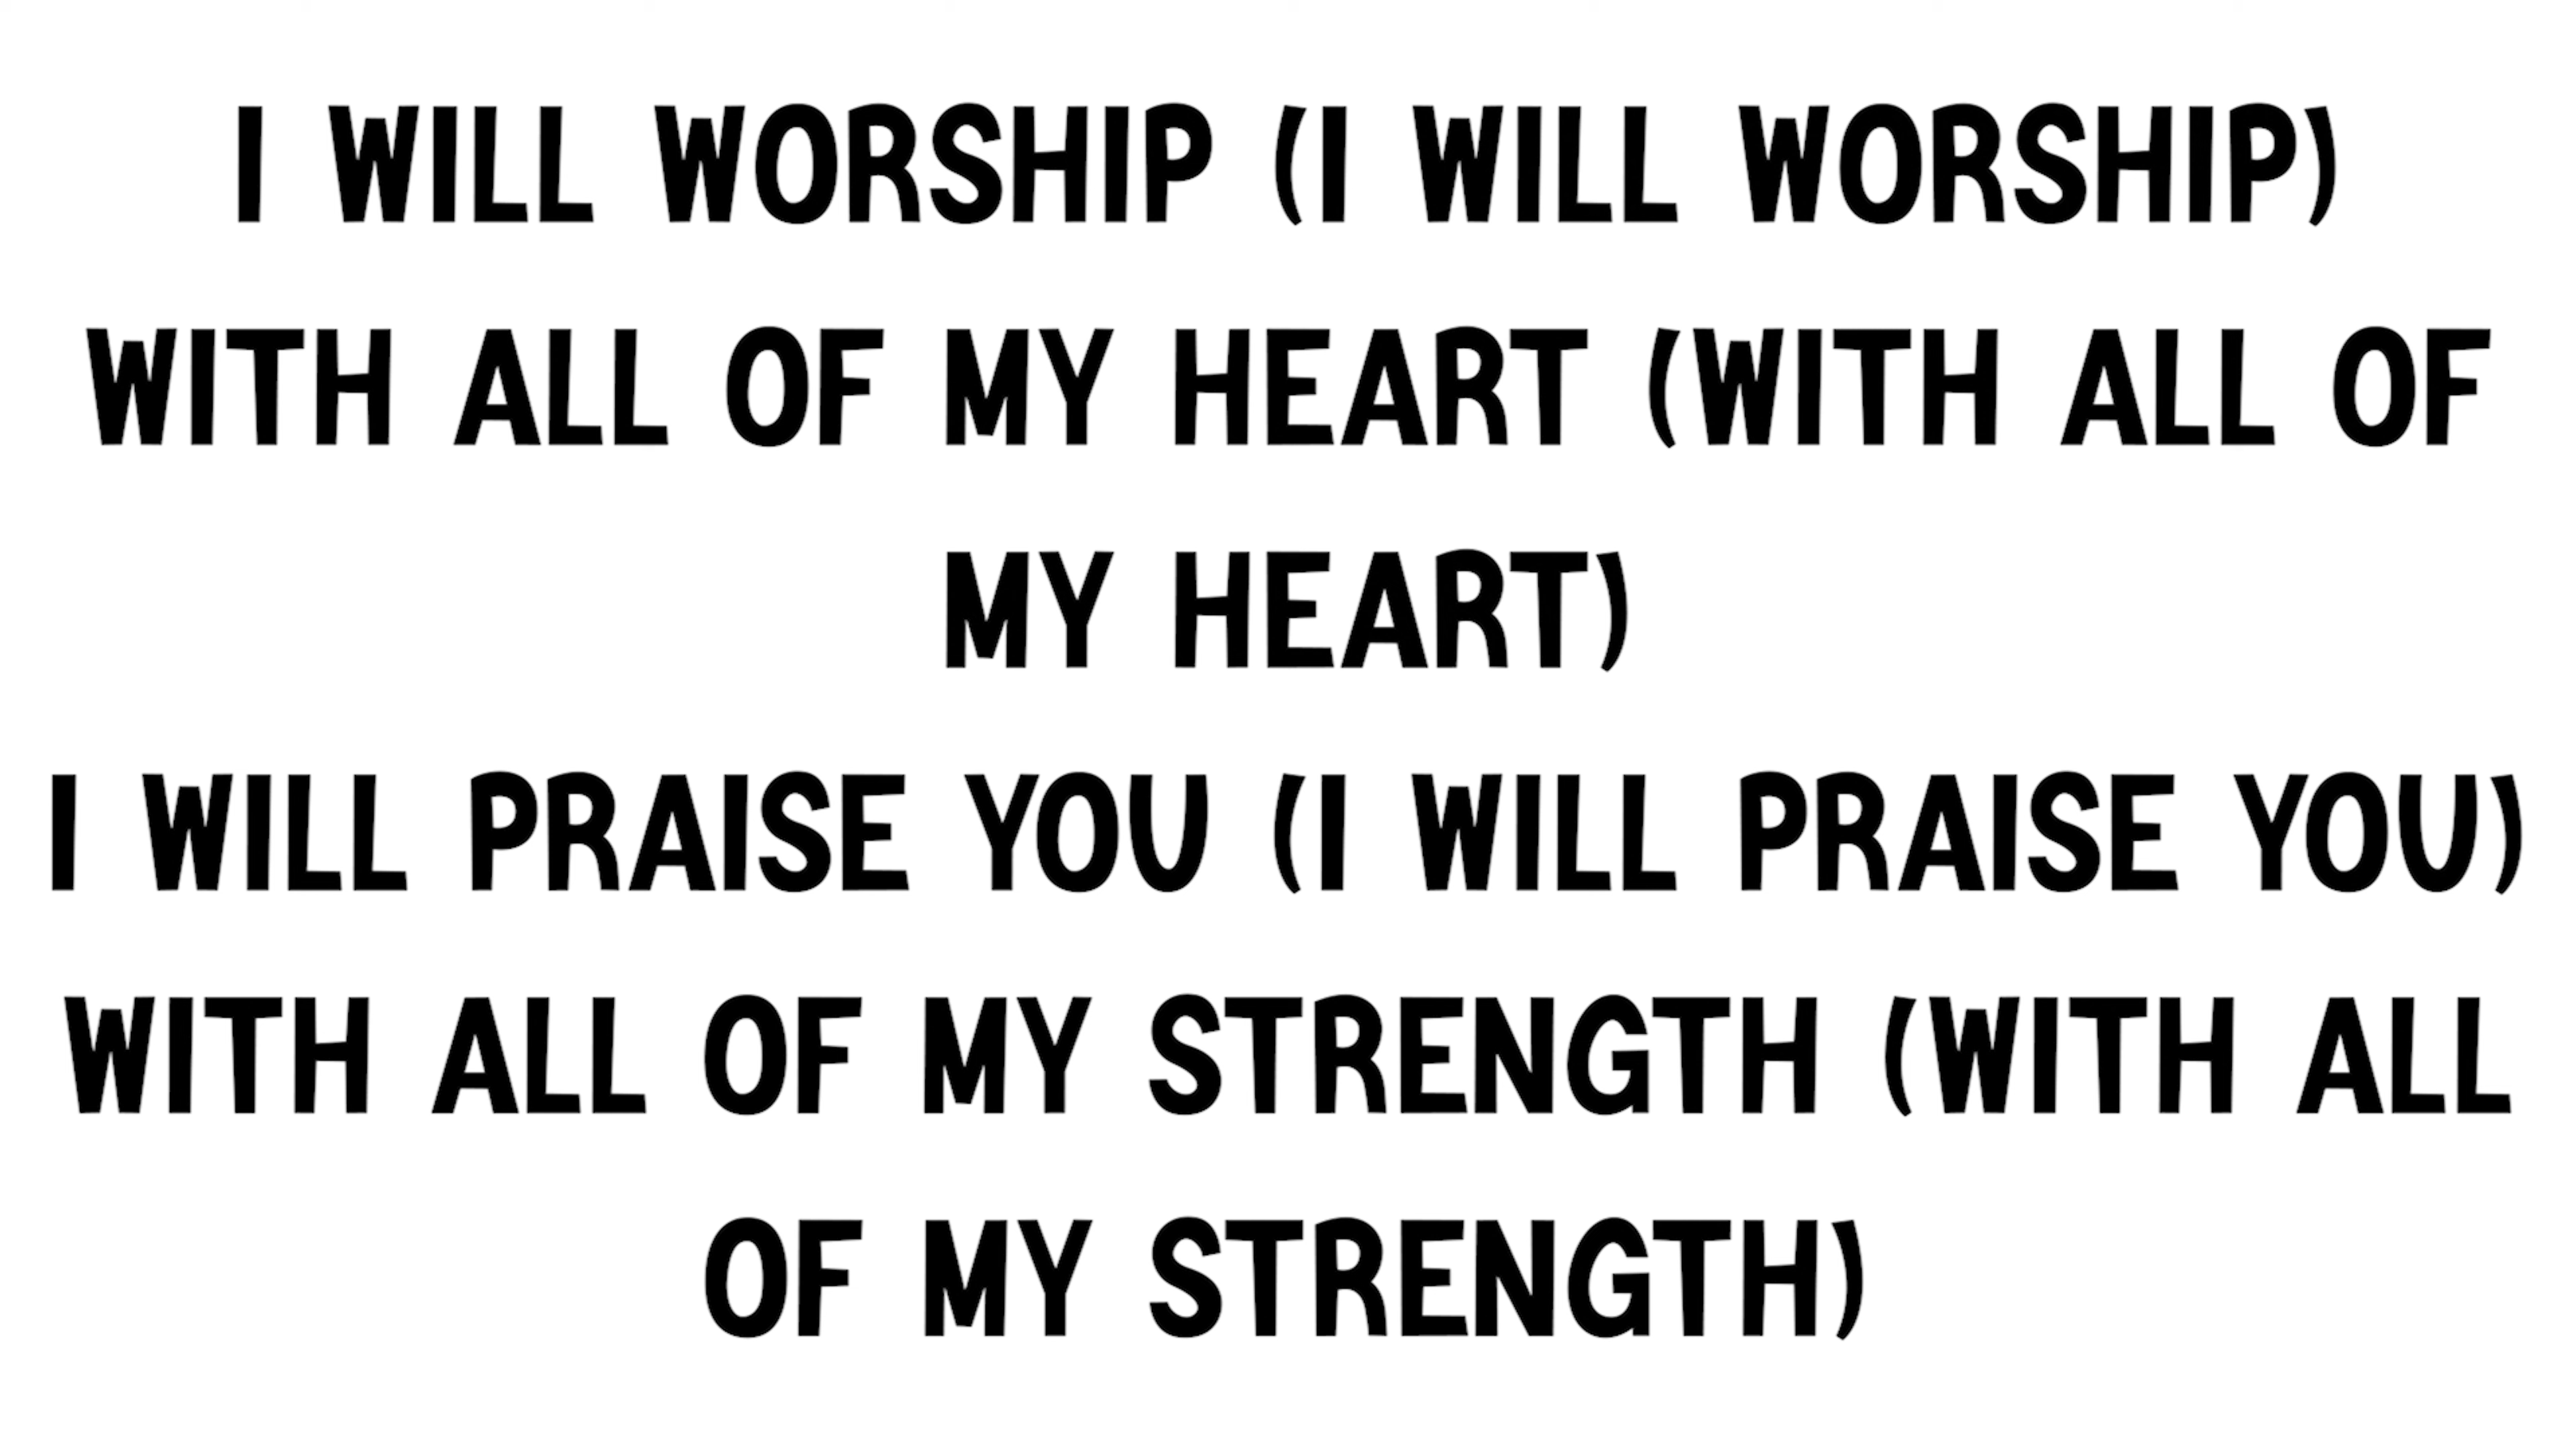 I WILL WORSHIP (I WILL WORSHIP)
WITH ALL OF MY HEART (WITH ALL OF
MY HEART)
I WILL PRAISE YOU (I WILL PRAISE YOU)
WITH ALL OF MY STRENGTH (WITH ALL
OF MY STRENGTH)